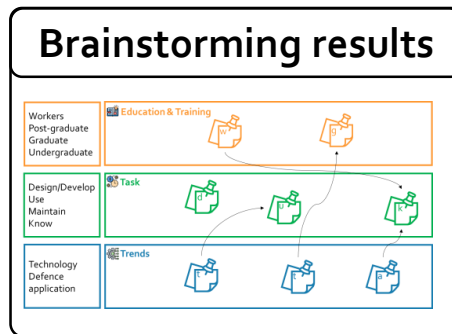 Brainstorming results
Workers
Post-graduate
Graduate
Undergraduate
Education & Training
w
g
Design/Develop
Use
Maintain
Know
Task
d
u
k
Technology
Defence
application
Trends
t
t
a